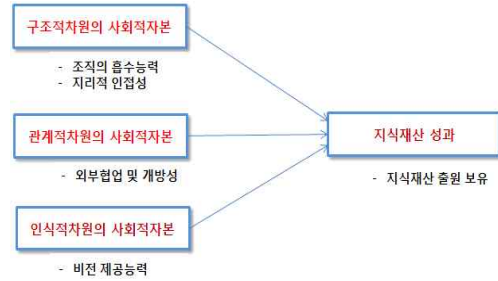 구조적차원의 사회적자본
- 조직의 흡수능력
- 지리적 인접성
관계적차원의 사회적자본
- 외부협업 및 개방성
인식적차원의 사회적자본
- 비전 제공능력
지식재산 성과
- 지식재산 출원 보유